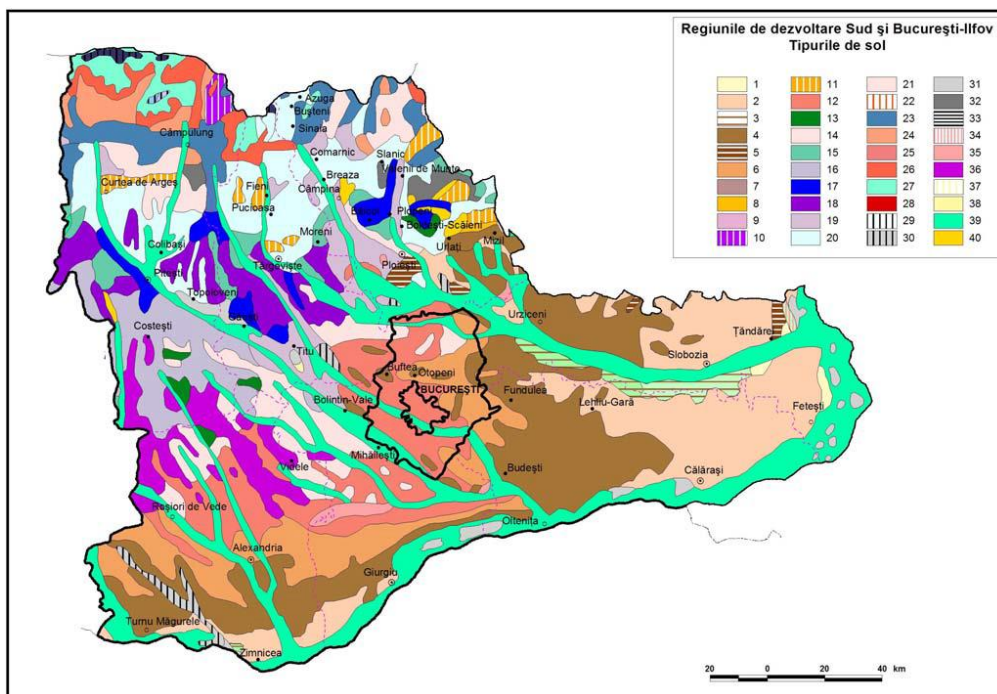 Regiunile de dezvoltare Sud şi Bucureşti-Ilfov
Tipurile de sol
1 11 21 31
2 12 22 32
3 13 23 33
4 14 24 34
5 15 25 35
6 16 26 36
7 17 27 37
8 18 28 38
9 19 29 39
10 20 30 40
Azuga
Buşteni
Sinaia
Câmpulung
Comarnic
Slanic
Valenii de Munte
Breaza
Curtea de Argeş
Fieni
Câmpina
Pucioasa
Băicoi
Plopeni
Boldeşti-Scăieni
Moreni
Urlaţi
Mizil
Colibaşi
Târgovişte
Ploieşti
Piteşti
Topoloveni
Găeşti
Urziceni
Ţăndărei
Costeşti
Titu
Slobozia
Buftea
Otopeni
BUCUREŞTI
Fundulea
Lehliu-Gară
Feteşti
Bolintin-Vale
Mihăileşti
Videle
Budeşti
Călăraşi
Roşiori de Vede
Olteniţa
Alexandria
Giurgiu
Turnu Măgurele
Zimnicea
20 0 20 40 km